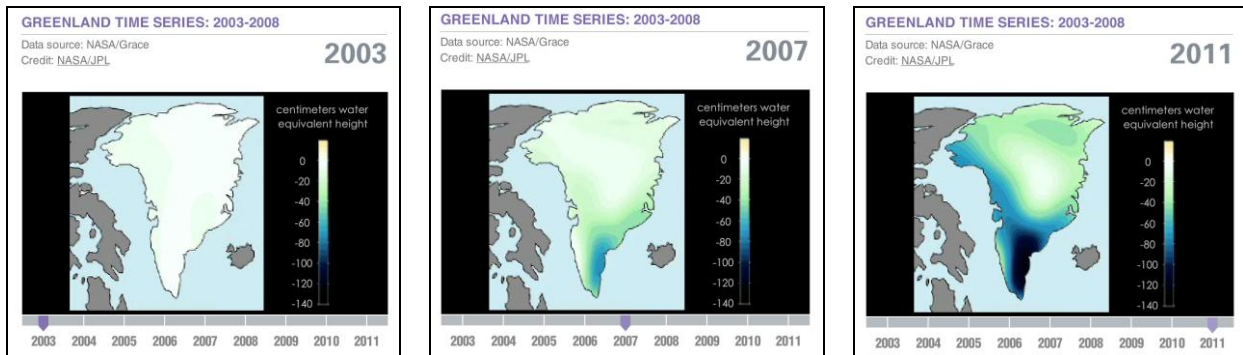 GREENLAND TIME SERIES: 2003-2008
Data source: NASA/Grace
Credit: NASA/JPL
2003
centimeters water
equivalent height
0
-20
-40
-60
-80
-100
-120
-140
2003 2004 2005 2006 2007 2008 2009 2010 2011
GREENLAND TIME SERIES: 2003-2008
Data source: NASA/Grace
Credit: NASA/JPL
2007
centimeters water
equivalent height
0
-20
-40
-60
-80
-100
-120
-140
2003 2004 2005 2006 2007 2008 2009 2010 2011
GREENLAND TIME SERIES: 2003-2008
Data source: NASA/Grace
Credit: NASA/JPL
2011
centimeters water
equivalent height
0
-20
-40
-60
-80
-100
-120
-140
2003 2004 2005 2006 2007 2008 2009 2010 2011